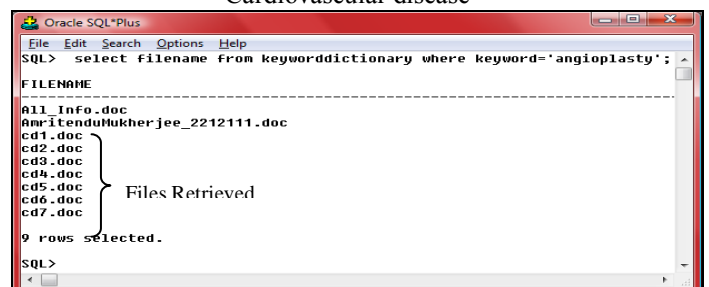 Cardiovascular disease
Oracle SQL*Plus
File Edit Search Options Help
SQL> select filename from keyworddictionary where keyword='angioplasty';
FILENAME
--------------------------------------------------------------------------------
All_Info.doc
AmritenduMukherjee_2212111.doc
cd1.doc
cd2.doc
cd3.doc
cd4.doc
cd5.doc
cd6.doc
cd7.doc
Files Retrieved
9 rows selected.
SQL>